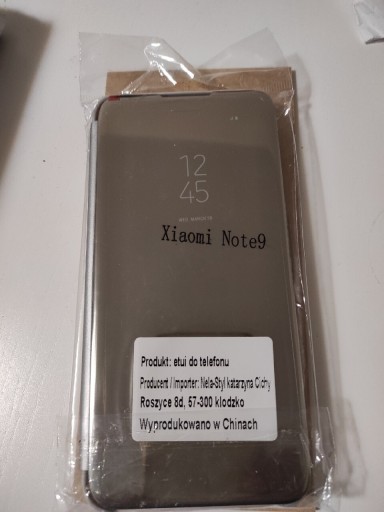 12
45
Xiaomi Note9
Produkt: etui do telefonu
Producent / Importer: Nela-Styl katarzyna Cichy
Roszyce 8d, 57-300 klodzko
Wyprodukowano w Chinach